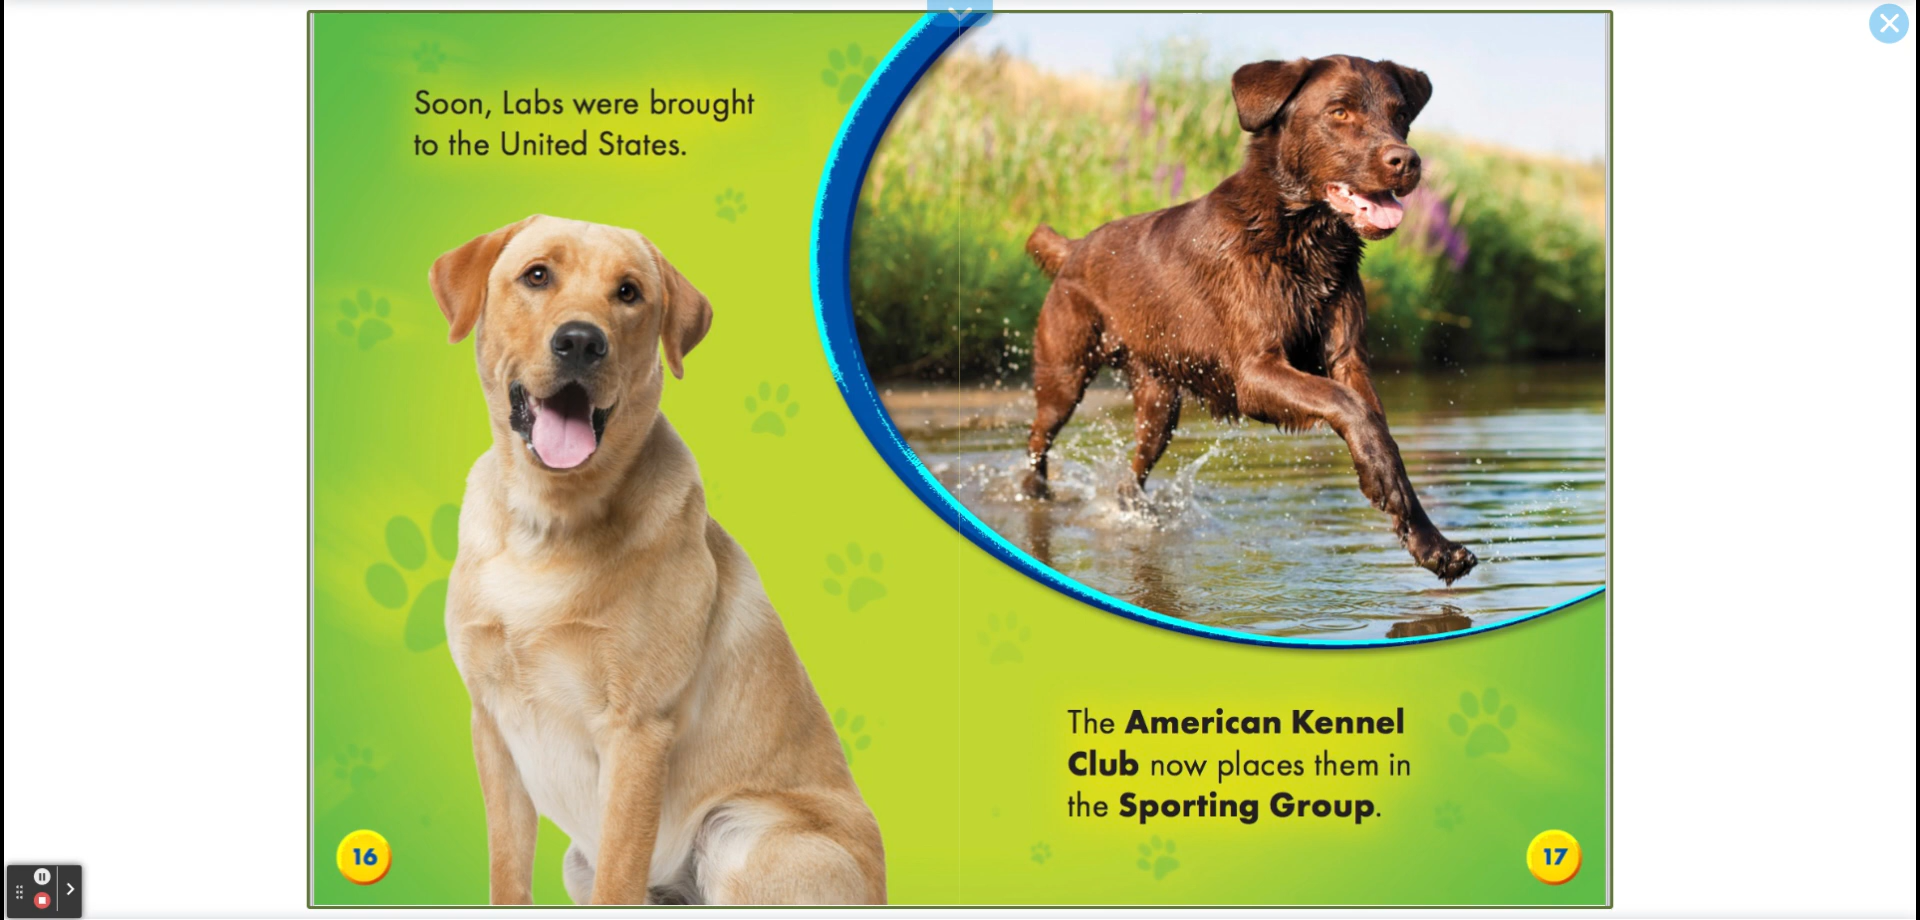 Soon, Labs were brought
to the United States.
16
The American Kennel
Club now places them in
the Sporting Group.
17